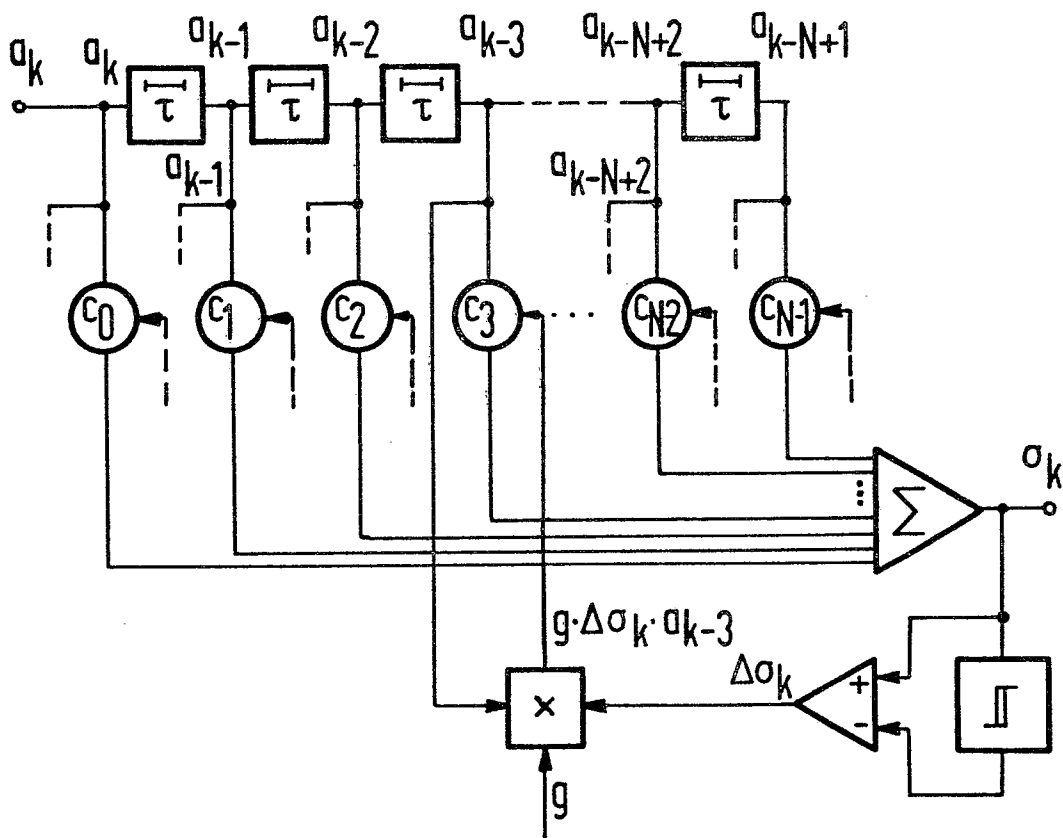 a_k a_k a_{k-1} a_{k-2} a_{k-3} a_{k-N+2} a_{k-N+1}
τ τ τ τ
a_{k-1} a_{k-N+2}
c_0 c_1 c_2 c_3 ... c_{N-2} c_{N-1}
Σ σ_k
g·Δσ_k·a_{k-3}
Δσ_k + -
×
g